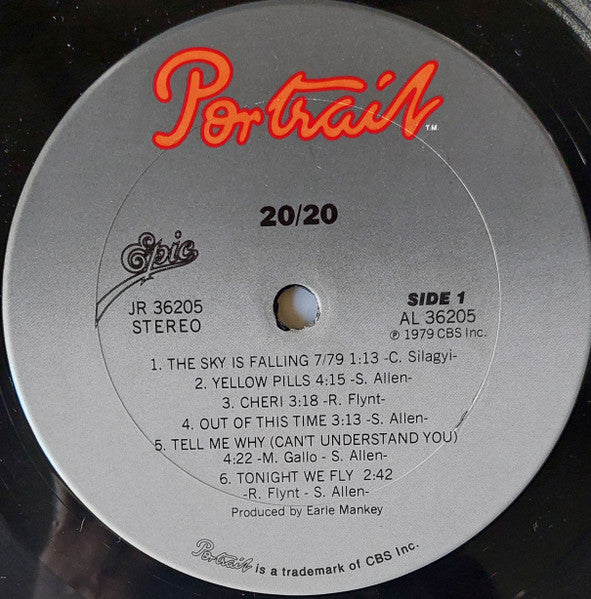 Portrait
T.M.
20/20
Epic
JR 36205
STEREO
SIDE 1
AL 36205
℗ 1979 CBS Inc.
1. THE SKY IS FALLING 7/79 1:13 -C. Silagyi-
2. YELLOW PILLS 4:15 -S. Allen-
3. CHERI 3:18 -R. Flynt-
4. OUT OF THIS TIME 3:13 -S. Allen-
5. TELL ME WHY (CAN'T UNDERSTAND YOU)
4:22 -M. Gallo - S. Allen-
6. TONIGHT WE FLY 2:42
-R. Flynt - S. Allen-
Produced by Earle Mankey
Portrait is a trademark of CBS Inc.